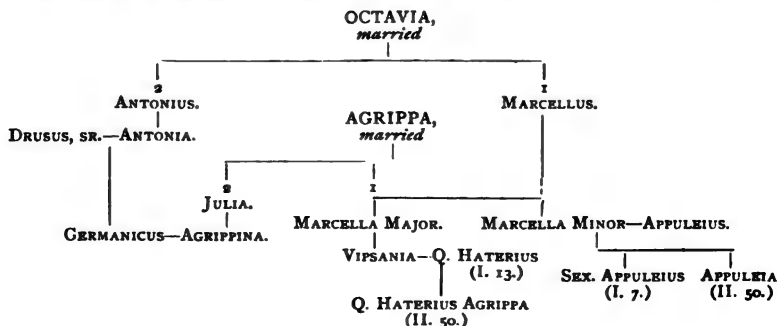 OCTAVIA,
married
2 1
ANTONIUS. MARCELLUS.
AGRIPPA,
married
DRUSUS, SR.—ANTONIA.
2 1
JULIA.
MARCELLA MAJOR. MARCELLA MINOR—APPULEIUS.
GERMANICUS—AGRIPPINA.
VIPSANIA—Q. HATERIUS
(I. 13.)
SEX. APPULEIUS APPULEIA
(I. 7.) (II. 50.)
Q. HATERIUS AGRIPPA
(II. 50.)